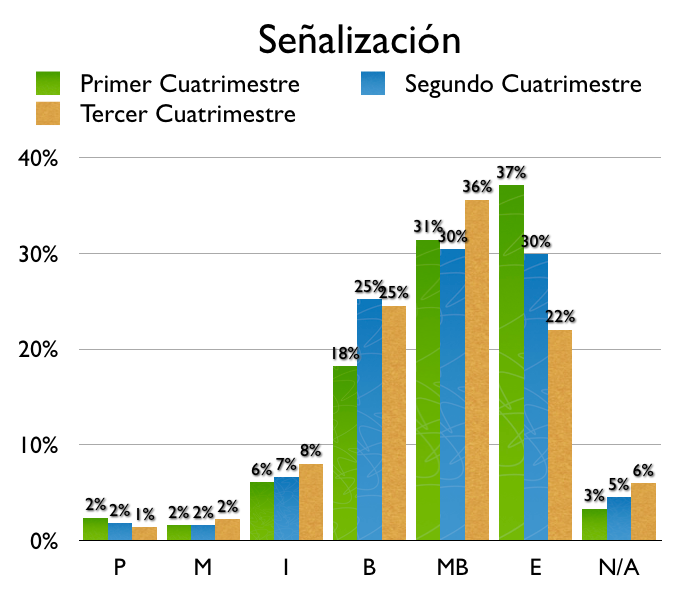 Señalización
Primer Cuatrimestre
Segundo Cuatrimestre
Tercer Cuatrimestre
40%
30%
20%
10%
0%
2% 2% 1%
2% 2% 2%
6% 7% 8%
18% 25% 25%
31% 30% 36%
37% 30% 22%
3% 5% 6%
P M I B MB E N/A